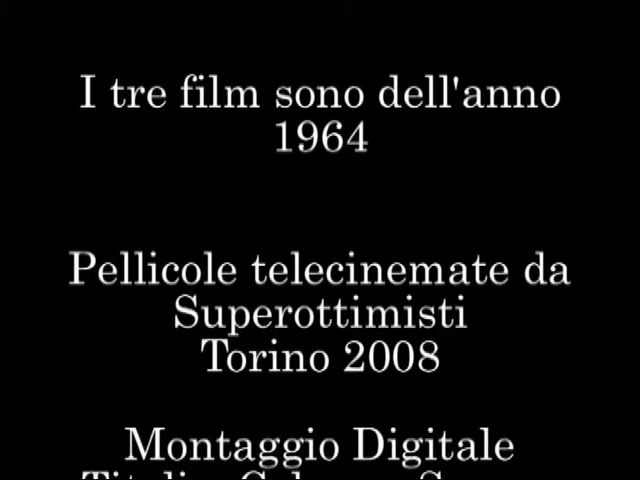 I tre film sono dell'anno
1964
Pellicole telecinemate da
Superottimisti
Torino 2008
Montaggio Digitale